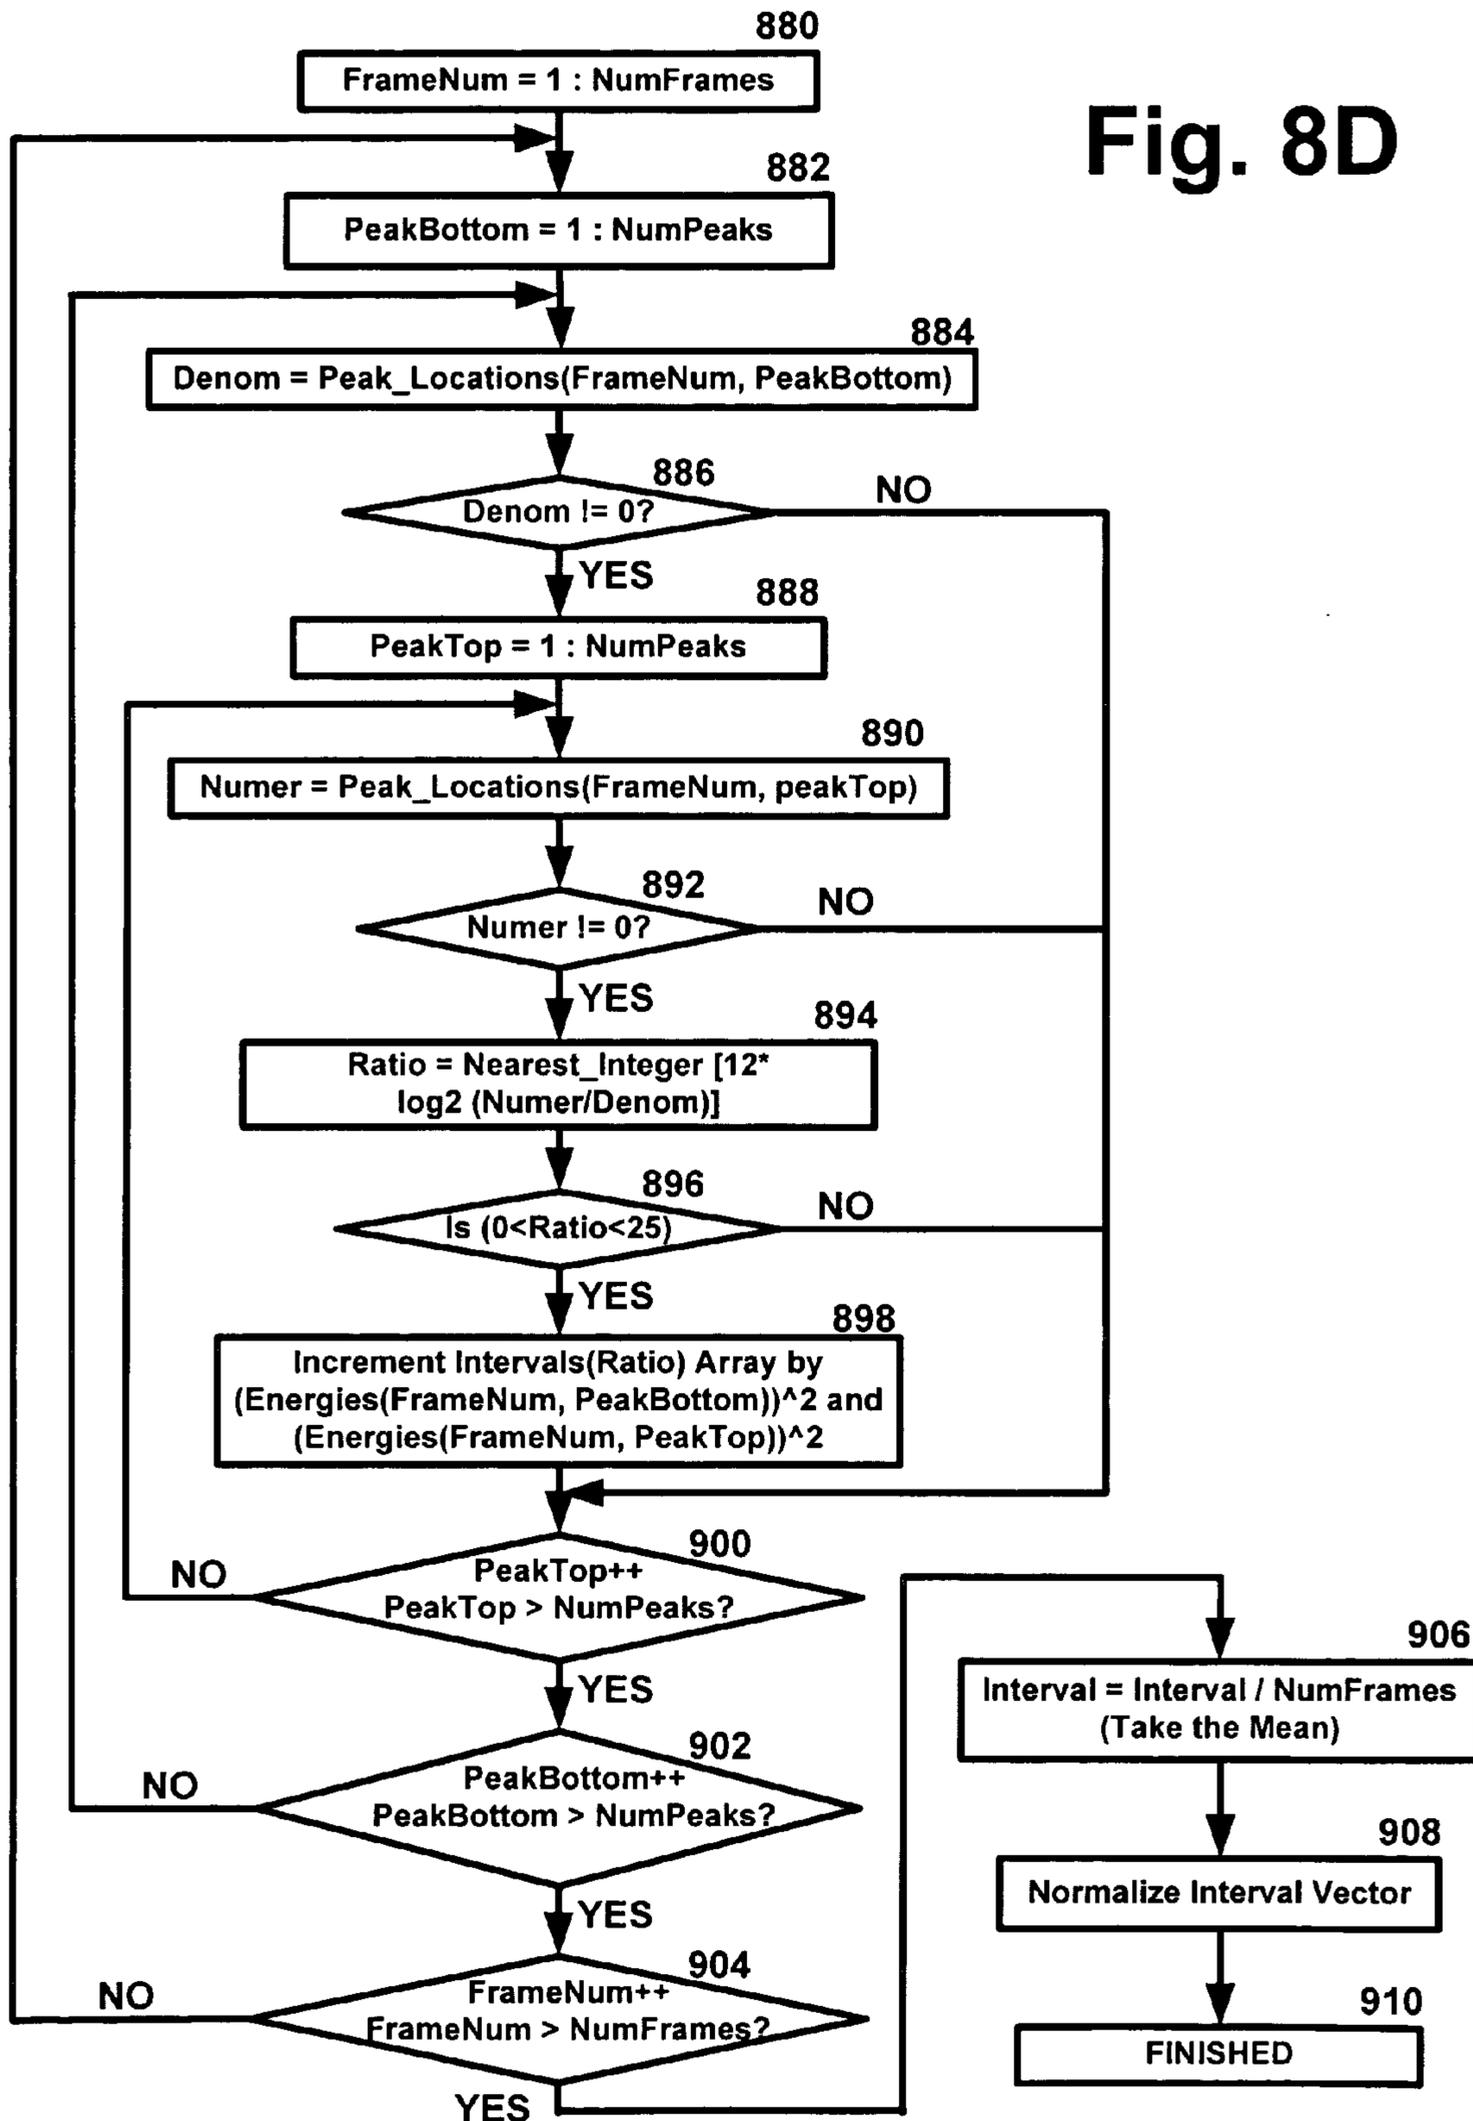 880
FrameNum = 1 : NumFrames
Fig. 8D
882
PeakBottom = 1 : NumPeaks
884
Denom = Peak_Locations(FrameNum, PeakBottom)
886
NO
Denom != 0?
YES
888
PeakTop = 1 : NumPeaks
890
Numer = Peak_Locations(FrameNum, peakTop)
892
NO
Numer != 0?
YES
894
Ratio = Nearest_Integer [12*
log2 (Numer/Denom)]
896
NO
Is (0<Ratio<25)
YES
898
Increment Intervals(Ratio) Array by
(Energies(FrameNum, PeakBottom))^2 and
(Energies(FrameNum, PeakTop))^2
900
NO
PeakTop++
PeakTop > NumPeaks?
YES
902
NO
PeakBottom++
PeakBottom > NumPeaks?
YES
904
NO
FrameNum++
FrameNum > NumFrames?
YES
906
Interval = Interval / NumFrames
(Take the Mean)
908
Normalize Interval Vector
910
FINISHED